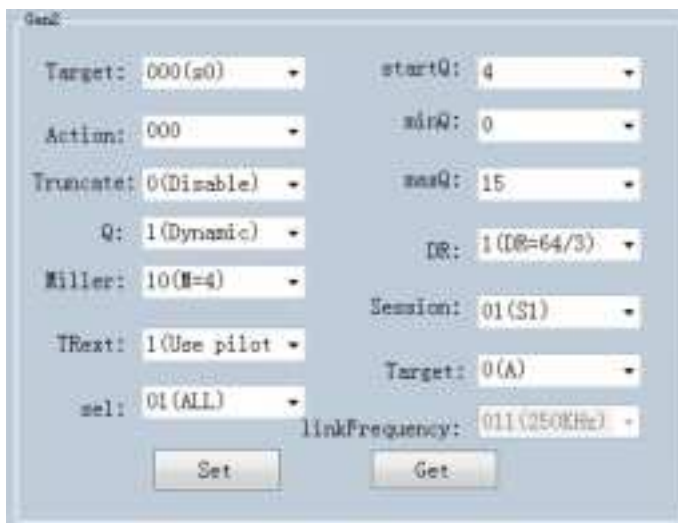 Gen2
Target: 000(s0)
startQ: 4
Action: 000
minQ: 0
Truncate: 0(Disable)
maxQ: 15
Q: 1(Dynamic)
DR: 1(DR=64/3)
Miller: 10(M=4)
Session: 01(S1)
TRext: 1(Use pilot
Target: 0(A)
sel: 01(ALL)
linkFrequency: 011(250KHz)
Set
Get